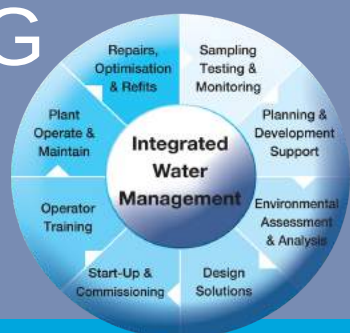 G
Repairs,
Optimisation
& Refits
Sampling
Testing &
Monitoring
Planning &
Development
Support
Environmental
Assessment
& Analysis
Design
Solutions
Start-Up &
Commissioning
Operator
Training
Plant
Operate &
Maintain
Integrated
Water
Management